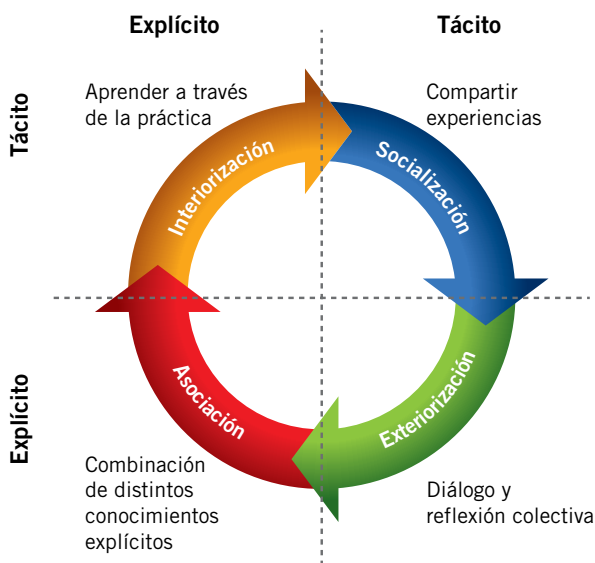 Explícito
Tácito
Tácito
Aprender a través
de la práctica
Compartir
experiencias
Interiorización
Socialización
Explícito
Asociación
Exteriorización
Combinación
de distintos
conocimientos
explícitos
Diálogo y
reflexión colectiva